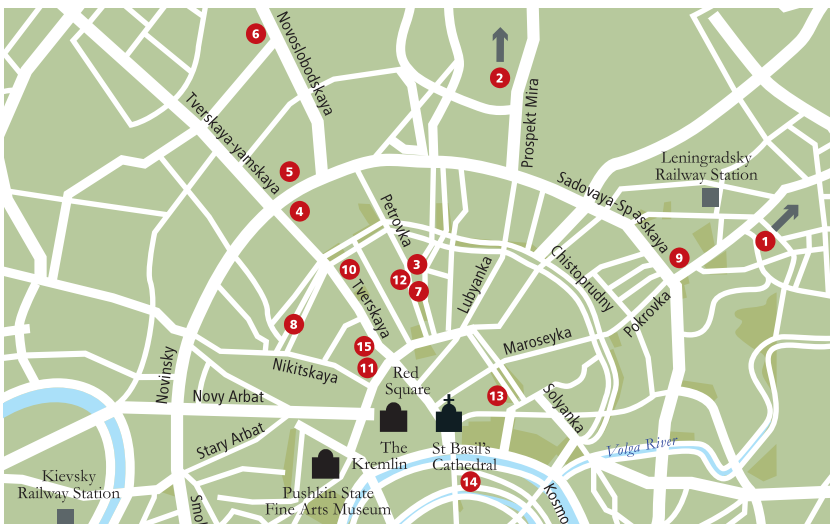 6
Novoslobodskaya
2
Prospekt Mira
Tverskaya-yamskaya
5
4
Leningradsky
Railway Station
Sadovaya-Spasskaya
1
9
Petrovka
3
10
12
7
Chistoprudny
Lubyanka
Tverskaya
8
Pokrovka
15
11
Maroseyka
Nikitskaya
Novinsky
Red
Square
13
Novy Arbat
Solyanka
Stary Arbat
The
Kremlin
St Basil's
Cathedral
Volga River
Kievsky
Railway Station
14
Pushkin State
Fine Arts Museum
Smol
Kosmo